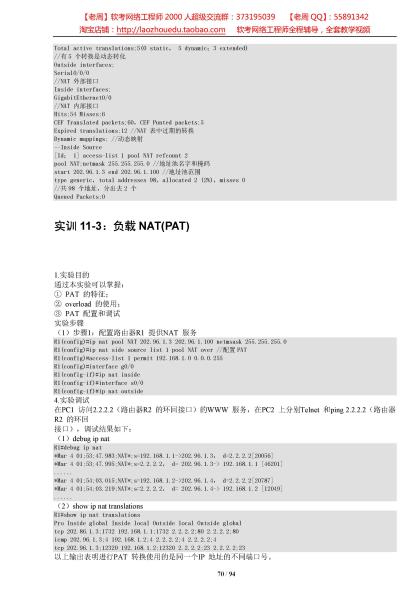 【老周】软考网络工程师 2000 人超级交流群：373195039 【老周 QQ】：55891342
淘宝店铺：http://laozhouedu.taobao.com 软考网络工程师全程辅导，全套教学视频
Total active translations:5(0 static, 5 dynamic; 3 extended)
//有 5 个转换是动态转化
Outside interfaces:
Serial0/0/0
//NAT 外部接口
Inside interfaces:
GigabitEthernet0/0
//NAT 内部接口
Hits:54 Misses:6
CEF Translated packets:60, CEF Punted packets:5
Expired translations:12 //NAT 表中过期的转换
Dynamic mappings: //动态映射
--Inside Source
[Id: 1] access-list 1 pool NAT refcount 2
pool NAT:netmask 255.255.255.0 //地址池名字和掩码
start 202.96.1.3 end 202.96.1.100 //地址池范围
type generic, total addresses 98, allocated 2 (2%), misses 0
//共 98 个地址，分出去 2 个
Queued Packets:0
实训 11-3：负载 NAT(PAT)
1.实验目的
通过本实验可以掌握：
① PAT 的特征；
② overload 的使用；
③ PAT 配置和调试
实验步骤
（1）步骤1：配置路由器R1 提供NAT 服务
R1(config)#ip nat pool NAT 202.96.1.3 202.96.1.100 netmask 255.255.255.0
R1(config)#ip nat side source list 1 pool NAT over //配置 PAT
R1(config)#access-list 1 permit 192.168.1.0 0.0.0.255
R1(config)#interface g0/0
R1(config-if)#ip nat inside
R1(config-if)#interface s0/0
R1(config-if)#ip nat outside
4.实验调试
在PC1 访问2.2.2.2（路由器R2 的环回接口）的WWW 服务，在PC2 上分别Telnet 和ping 2.2.2.2（路由器
R2 的环回
接口），调试结果如下：
（1）debug ip nat
R1#debug ip nat
*Mar 4 01:53:47.983:NAT*:s=192.168.1.1->202.96.1.3, d=2.2.2.2[20056]
*Mar 4 01:53:47.995:NAT*:s=2.2.2.2, d= 202.96.1.3-> 192.168.1.1 [46201]
......
*Mar 4 01:54:03.015:NAT*:s=192.168.1.2->202.96.1.4, d=2.2.2.2[20787]
*Mar 4 01:54:03.219:NAT*:s=2.2.2.2, d= 202.96.1.4-> 192.168.1.2 [12049]
......
（2）show ip nat translations
R1#show ip nat translations
Pro Inside global Inside local Outside local Outside global
tcp 202.86.1.3:1732 192.168.1.1:1732 2.2.2.2:80 2.2.2.2:80
icmp 202.96.1.3:4 192.168.1.2:4 2.2.2.2:4 2.2.2.2:4
tcp 202.96.1.3:12320 192.168.1.2:12320 2.2.2.2:23 2.2.2.2:23
以上输出表明进行PAT 转换使用的是同一个IP 地址的不同端口号。
70 / 94